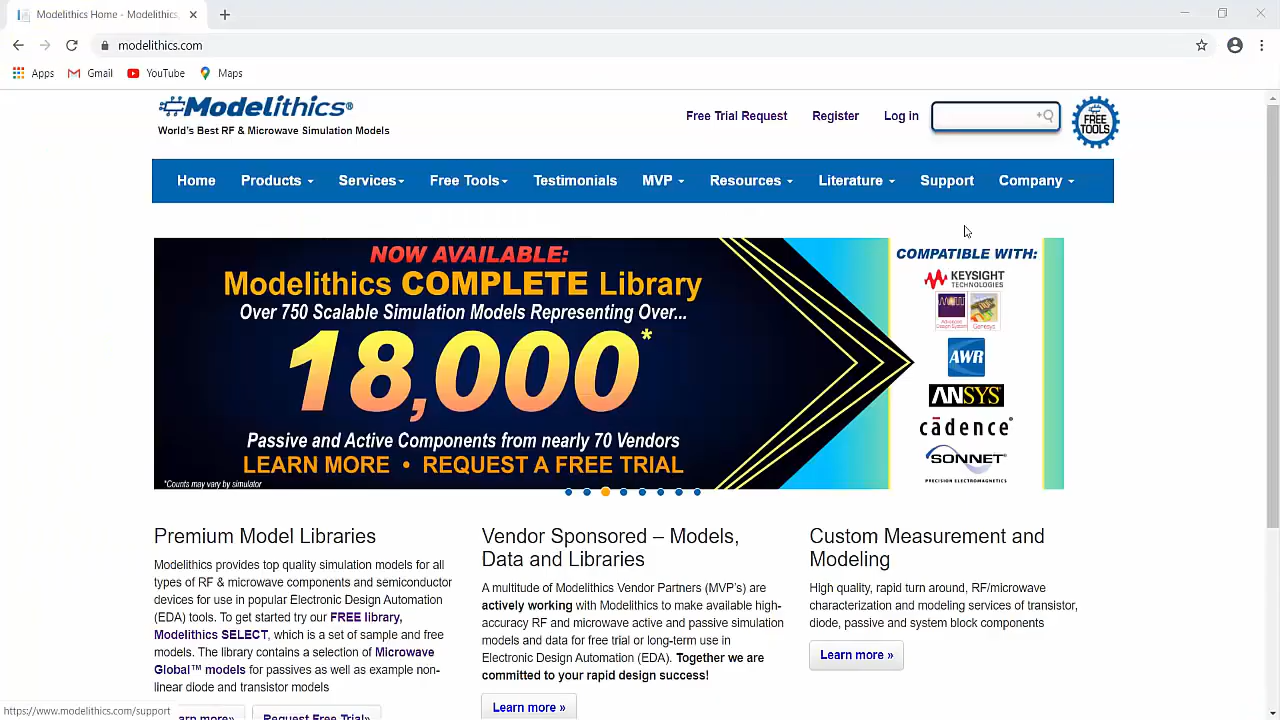 Modelithics Home - Modelithics,
modelithics.com
Apps
Gmail
YouTube
Maps
Modelithics®
World's Best RF & Microwave Simulation Models
Free Trial Request
Register
Log in
FREE TOOLS
Home
Products
Services
Free Tools
Testimonials
MVP
Resources
Literature
Support
Company
NOW AVAILABLE:
Modelithics COMPLETE Library
Over 750 Scalable Simulation Models Representing Over...
18,000*
Passive and Active Components from nearly 70 Vendors
LEARN MORE • REQUEST A FREE TRIAL
*Counts may vary by simulator
COMPATIBLE WITH:
KEYSIGHT
TECHNOLOGIES
Genesys
AWR
ANSYS
cādence®
SONNET®
PRECISION ELECTROMAGNETICS
Premium Model Libraries
Modelithics provides top quality simulation models for all
types of RF & microwave components and semiconductor
devices for use in popular Electronic Design Automation
(EDA) tools. To get started try our FREE library,
Modelithics SELECT, which is a set of sample and free
models. The library contains a selection of Microwave
Global™ models for passives as well as example non-
linear diode and transistor models
Request Free Trial»
Vendor Sponsored – Models,
Data and Libraries
A multitude of Modelithics Vendor Partners (MVP's) are
actively working with Modelithics to make available high-
accuracy RF and microwave active and passive simulation
models and data for free trial or long-term use in
Electronic Design Automation (EDA). Together we are
committed to your rapid design success!
Learn more »
Custom Measurement and
Modeling
High quality, rapid turn around, RF/microwave
characterization and modeling services of transistor,
diode, passive and system block components
Learn more »
https://www.modelithics.com/support